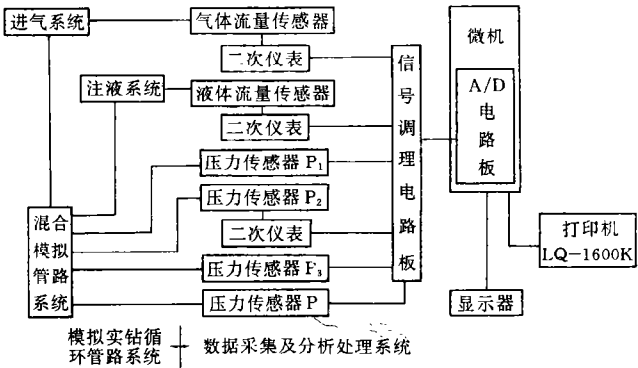 进气系统
气体流量传感器
二次仪表
注液系统
液体流量传感器
二次仪表
压力传感器 P₁
压力传感器 P₂
二次仪表
压力传感器 F₃
压力传感器 P
混合
模拟
管路
系统
信
号
调
理
电
路
板
微机
A/D
电
路
板
打印机
LQ-1600K
显示器
模拟实钻循
环管路系统
数据采集及分析处理系统